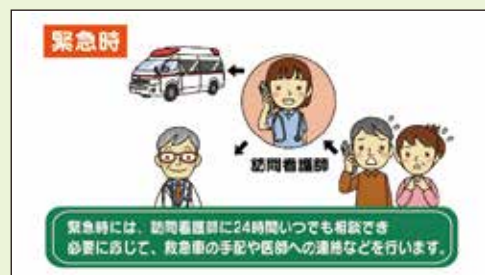 緊急時
訪問看護師
緊急時には、訪問看護師に24時間いつでも相談でき
必要に応じて、救急車の手配や医師への連絡などを行います。